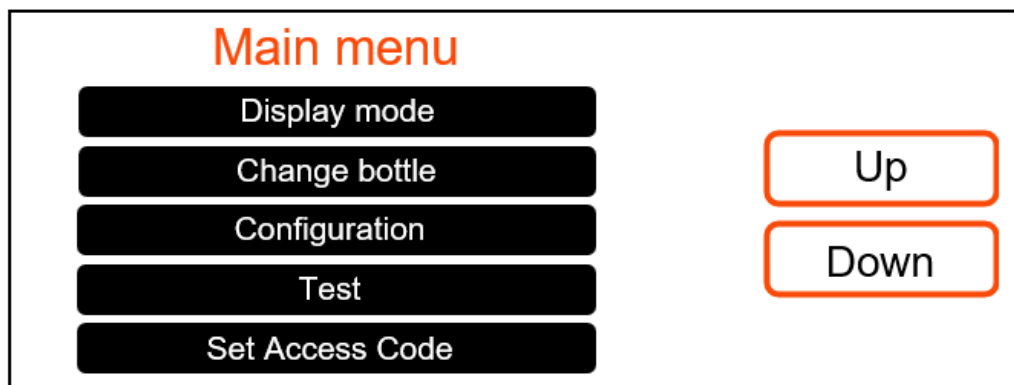 Main menu
Display mode
Change bottle
Configuration
Test
Set Access Code
Up
Down